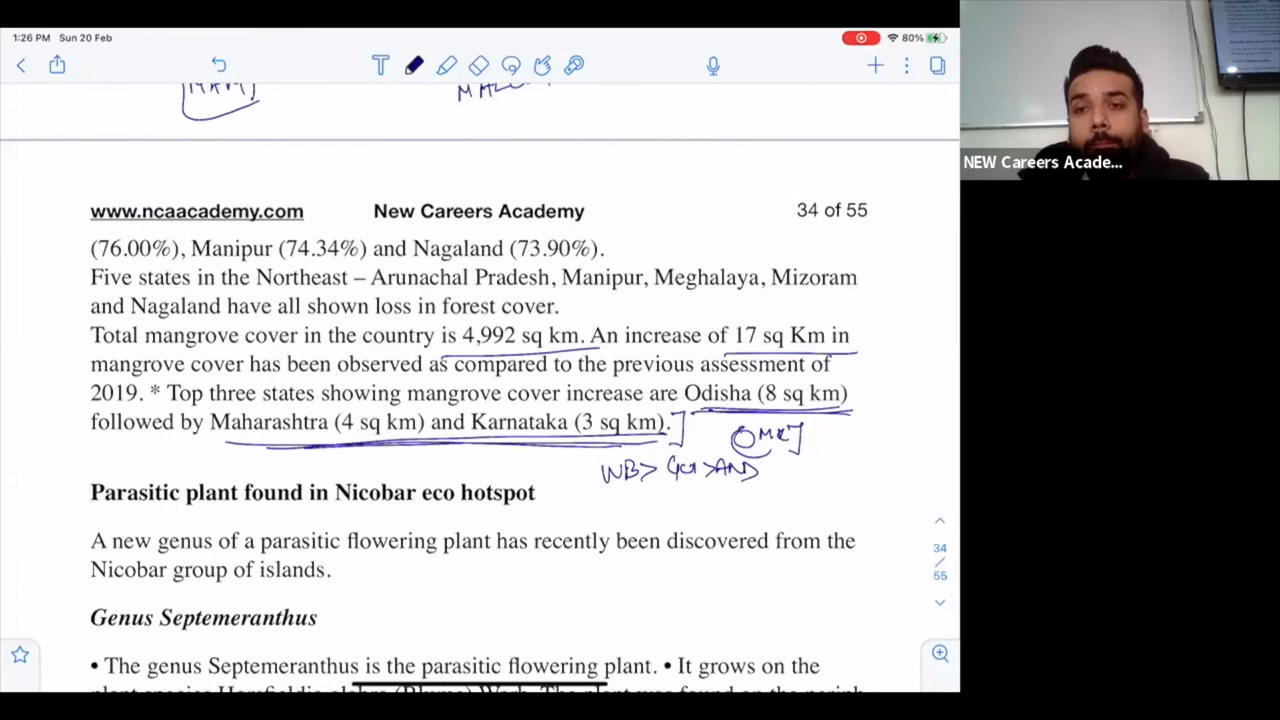 1:26 PM Sun 20 Feb
80%
www.ncaacademy.com New Careers Academy 34 of 55
(76.00%), Manipur (74.34%) and Nagaland (73.90%).
Five states in the Northeast – Arunachal Pradesh, Manipur, Meghalaya, Mizoram
and Nagaland have all shown loss in forest cover.
Total mangrove cover in the country is 4,992 sq km. An increase of 17 sq Km in
mangrove cover has been observed as compared to the previous assessment of
2019. * Top three states showing mangrove cover increase are Odisha (8 sq km)
followed by Maharashtra (4 sq km) and Karnataka (3 sq km).
OMK
WB> GUJ >AND
Parasitic plant found in Nicobar eco hotspot
A new genus of a parasitic flowering plant has recently been discovered from the
Nicobar group of islands.
34
55
Genus Septemeranthus
• The genus Septemeranthus is the parasitic flowering plant. • It grows on the
NEW Careers Acade...